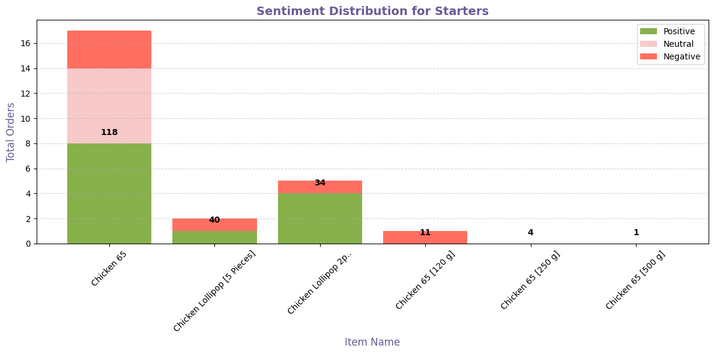 Sentiment Distribution for Starters
Positive
Neutral
Negative
Total Orders
16
14
12
10
8
6
4
2
0
118
40
34
11
4
1
Chicken 65
Chicken Lollipop [5 Pieces]
Chicken Lollipop 2p..
Chicken 65 [120 g]
Chicken 65 [250 g]
Chicken 65 [500 g]
Item Name